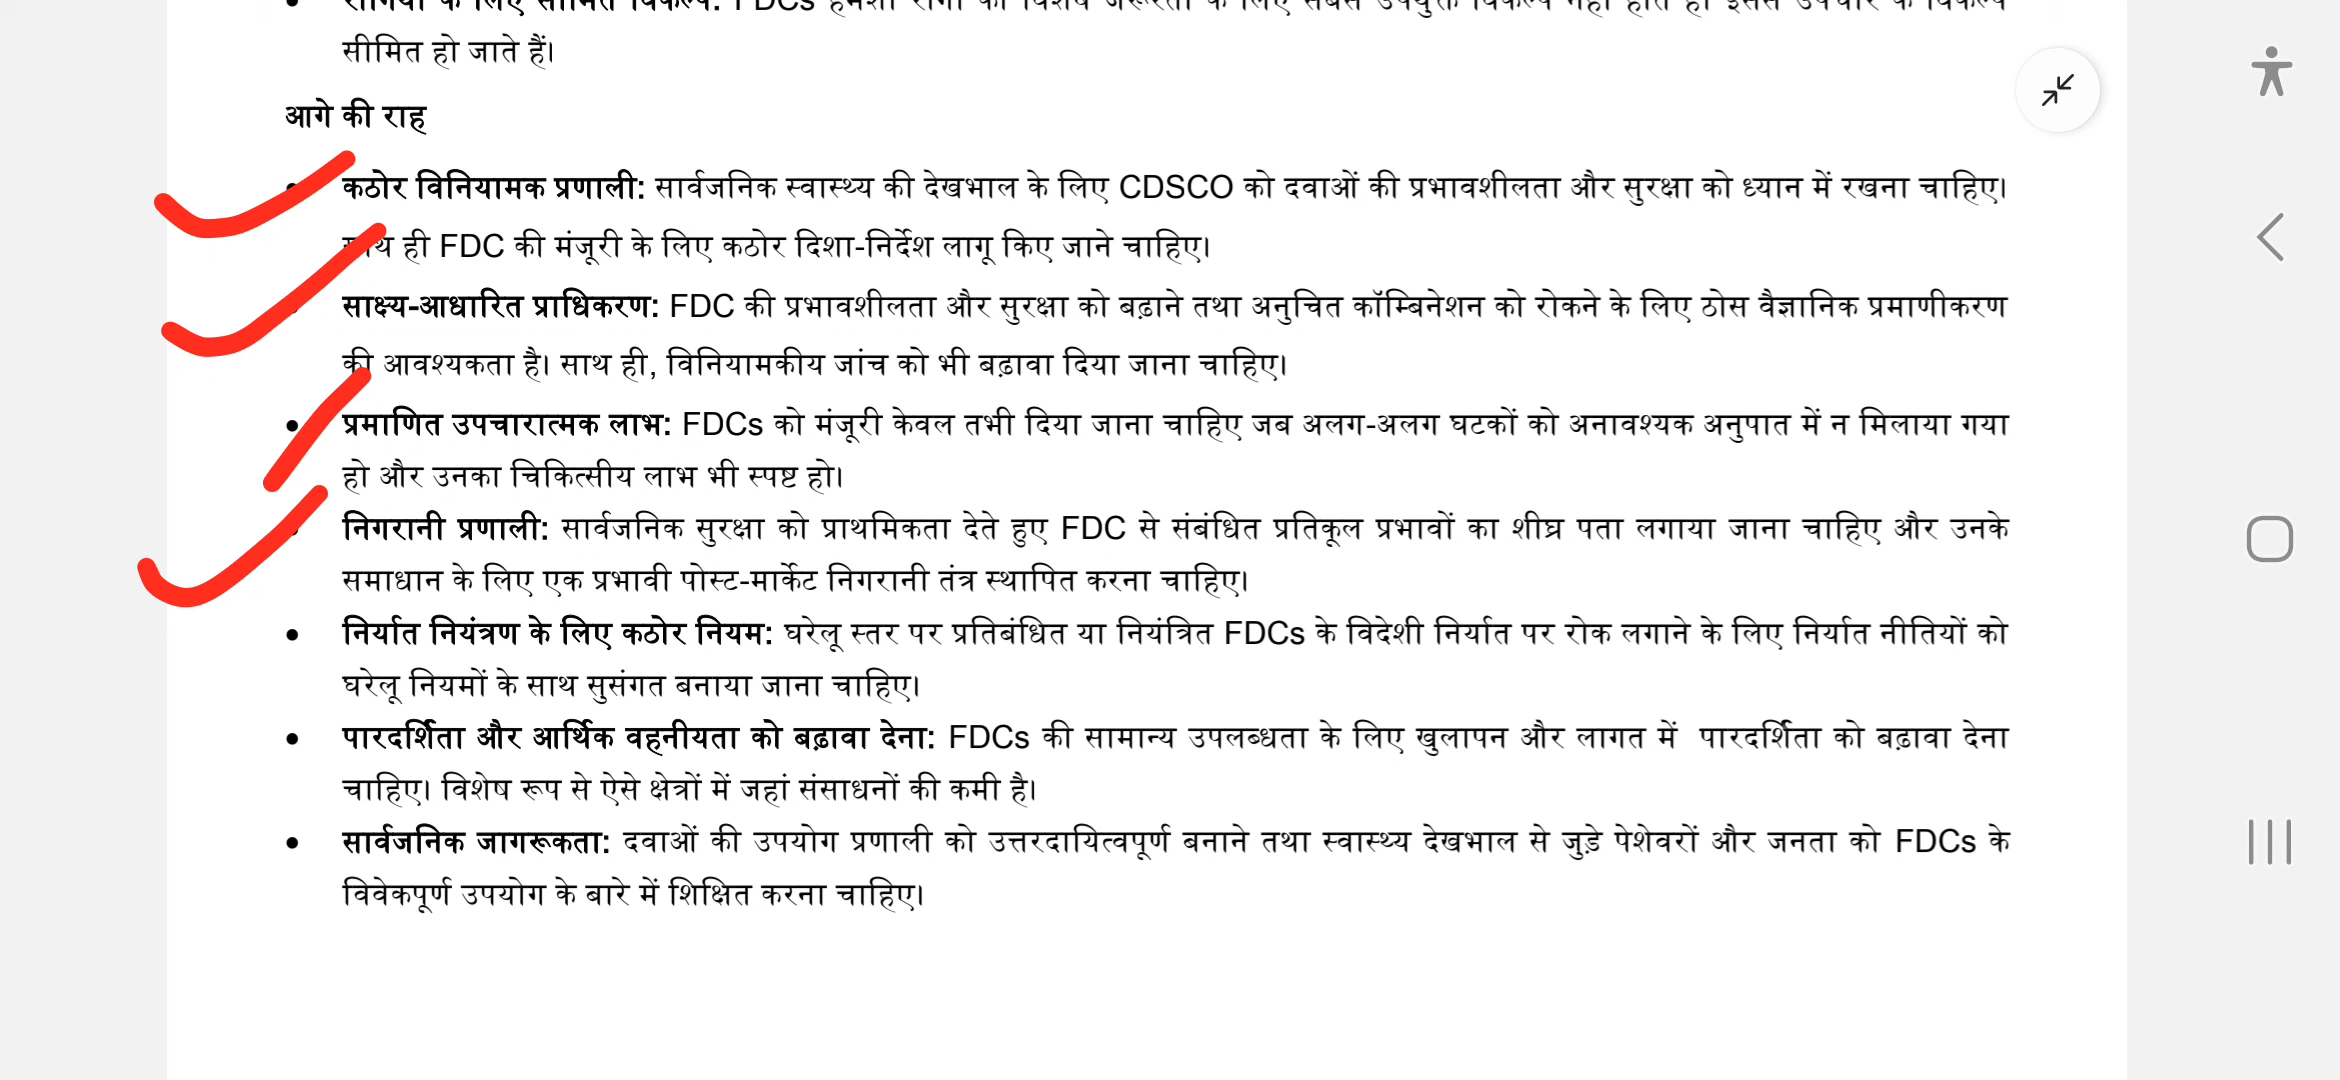 सीमित हो जाते हैं।
आगे की राह
कठोर विनियामक प्रणाली: सार्वजनिक स्वास्थ्य की देखभाल के लिए CDSCO को दवाओं की प्रभावशीलता और सुरक्षा को ध्यान में रखना चाहिए।
साथ ही FDC की मंजूरी के लिए कठोर दिशा-निर्देश लागू किए जाने चाहिए।
साक्ष्य-आधारित प्राधिकरण: FDC की प्रभावशीलता और सुरक्षा को बढ़ाने तथा अनुचित कॉम्बिनेशन को रोकने के लिए ठोस वैज्ञानिक प्रमाणीकरण
की आवश्यकता है। साथ ही, विनियामकीय जांच को भी बढ़ावा दिया जाना चाहिए।
• प्रमाणित उपचारात्मक लाभ: FDCs को मंजूरी केवल तभी दिया जाना चाहिए जब अलग-अलग घटकों को अनावश्यक अनुपात में न मिलाया गया
हो और उनका चिकित्सीय लाभ भी स्पष्ट हो।
निगरानी प्रणाली: सार्वजनिक सुरक्षा को प्राथमिकता देते हुए FDC से संबंधित प्रतिकूल प्रभावों का शीघ्र पता लगाया जाना चाहिए और उनके
समाधान के लिए एक प्रभावी पोस्ट-मार्केट निगरानी तंत्र स्थापित करना चाहिए।
• निर्यात नियंत्रण के लिए कठोर नियम: घरेलू स्तर पर प्रतिबंधित या नियंत्रित FDCs के विदेशी निर्यात पर रोक लगाने के लिए निर्यात नीतियों को
घरेलू नियमों के साथ सुसंगत बनाया जाना चाहिए।
• पारदर्शिता और आर्थिक वहनीयता को बढ़ावा देना: FDCs की सामान्य उपलब्धता के लिए खुलापन और लागत में पारदर्शिता को बढ़ावा देना
चाहिए। विशेष रूप से ऐसे क्षेत्रों में जहां संसाधनों की कमी है।
• सार्वजनिक जागरूकता: दवाओं की उपयोग प्रणाली को उत्तरदायित्वपूर्ण बनाने तथा स्वास्थ्य देखभाल से जुड़े पेशेवरों और जनता को FDCs के
विवेकपूर्ण उपयोग के बारे में शिक्षित करना चाहिए।